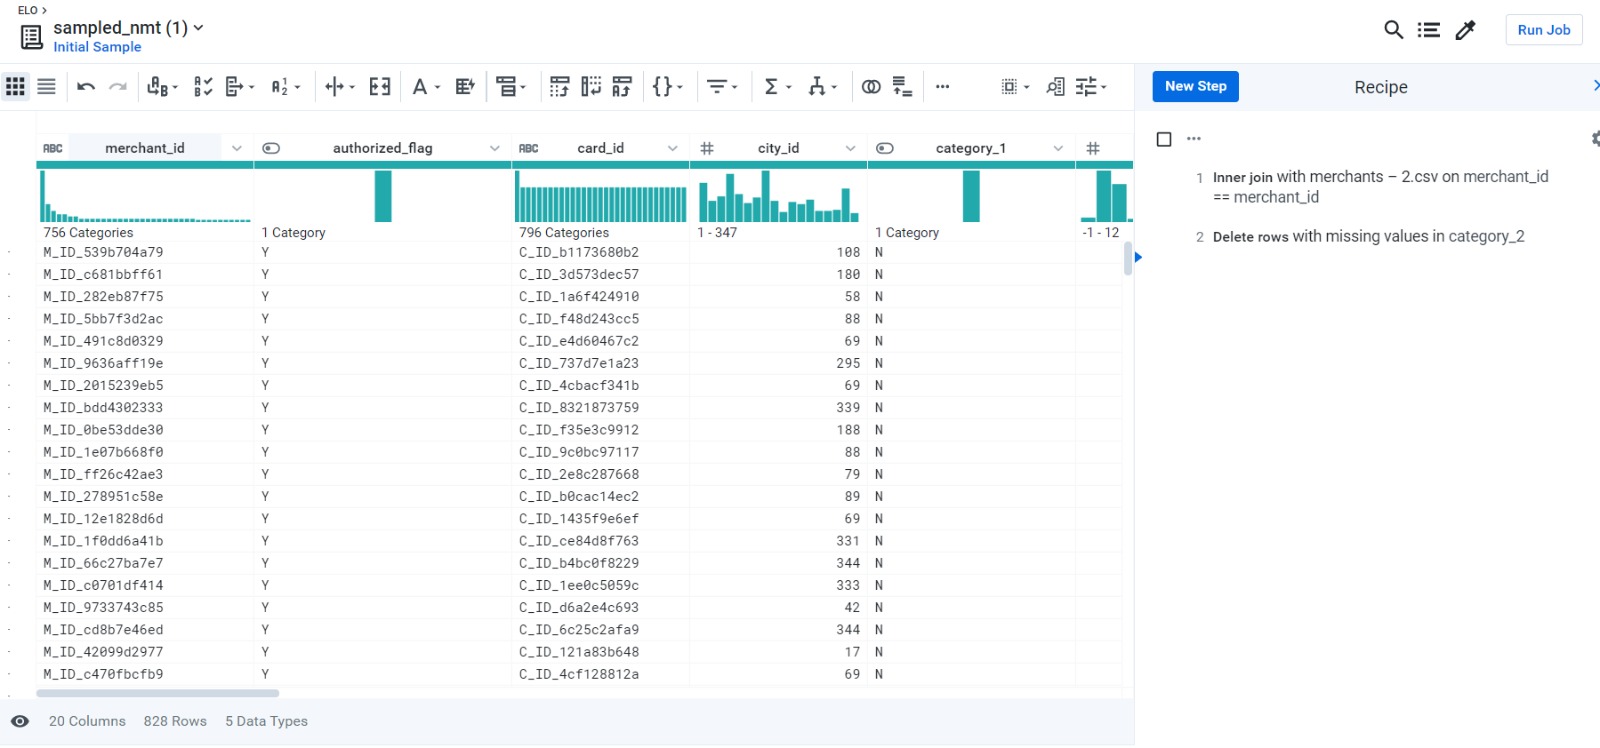 ELO >
sampled_nmt (1)
Initial Sample
Run Job
New Step
Recipe
ABC merchant_id
authorized_flag
ABC card_id
# city_id
category_1
#
756 Categories
1 Category
796 Categories
1 - 347
1 Category
-1 - 12
M_ID_539b704a79 Y C_ID_b1173680b2 108 N
M_ID_c681bbff61 Y C_ID_3d573dec57 180 N
M_ID_282eb87f75 Y C_ID_1a6f424910 58 N
M_ID_5bb7f3d2ac Y C_ID_f48d243cc5 88 N
M_ID_491c8d0329 Y C_ID_e4d60467c2 69 N
M_ID_9636aff19e Y C_ID_737d7e1a23 295 N
M_ID_2015239eb5 Y C_ID_4cbacf341b 69 N
M_ID_bdd4302333 Y C_ID_8321873759 339 N
M_ID_0be53dde30 Y C_ID_f35e3c9912 188 N
M_ID_1e07b668f0 Y C_ID_9c0bc97117 88 N
M_ID_ff26c42ae3 Y C_ID_2e8c287668 79 N
M_ID_278951c58e Y C_ID_b0cac14ec2 89 N
M_ID_12e1828d6d Y C_ID_1435f9e6ef 69 N
M_ID_1f0dd6a41b Y C_ID_ce84d8f763 331 N
M_ID_66c27ba7e7 Y C_ID_b4bc0f8229 344 N
M_ID_c0701df414 Y C_ID_1ee0c5059c 333 N
M_ID_9733743c85 Y C_ID_d6a2e4c693 42 N
M_ID_cd8b7e46ed Y C_ID_6c25c2afa9 344 N
M_ID_42099d2977 Y C_ID_121a83b648 17 N
M_ID_c470fbcfb9 Y C_ID_4cf128812a 69 N
20 Columns 828 Rows 5 Data Types
1 Inner join with merchants – 2.csv on merchant_id
== merchant_id
2 Delete rows with missing values in category_2